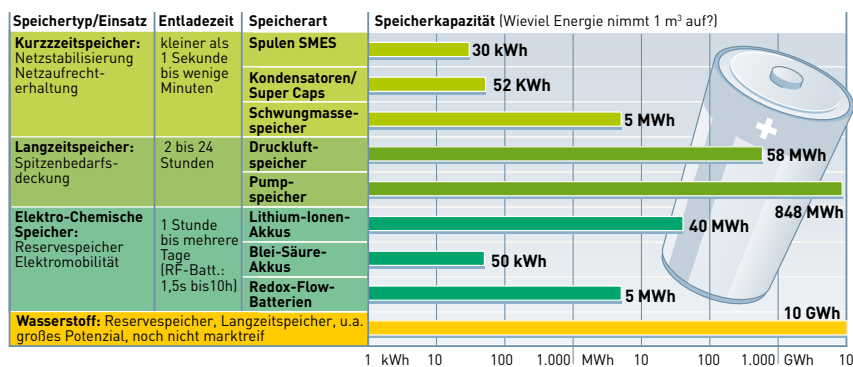 Speichertyp/Einsatz
Entladezeit
Speicherart
Speicherkapazität (Wieviel Energie nimmt 1 m³ auf?)
Kurzzzeitspeicher:
Netzstabilisierung
Netzaufrecht-
erhaltung
kleiner als
1 Sekunde
bis wenige
Minuten
Spulen SMES
30 kWh
Kondensatoren/
Super Caps
52 KWh
Schwungmasse-
speicher
5 MWh
Langzeitspeicher:
Spitzenbedarfs-
deckung
2 bis 24
Stunden
Druckluft-
speicher
58 MWh
Pump-
speicher
848 MWh
Elektro-Chemische
Speicher:
Reservespeicher
Elektromobilität
1 Stunde
bis mehrere
Tage
(RF-Batt.:
1,5s bis10h)
Lithium-Ionen-
Akkus
40 MWh
Blei-Säure-
Akkus
50 kWh
Redox-Flow-
Batterien
5 MWh
Wasserstoff: Reservespeicher, Langzeitspeicher, u.a.
großes Potenzial, noch nicht marktreif
10 GWh
1 kWh 10 100 1.000 MWh 10 100 1.000 GWh 10